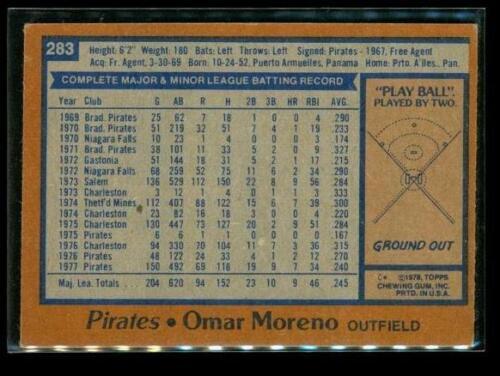 283
Height: 6'2" Weight: 180 Bats: Left Throws: Left Signed: Pirates - 1967, Free Agent
Acq: Fr. Agent, 3-30-69 Born: 10-24-52, Puerto Armuelles, Panama Home: Prto. A'lles., Pan.
COMPLETE MAJOR & MINOR LEAGUE BATTING RECORD
Year Club G AB R H 2B 3B HR RBI AVG.
1969 Brad. Pirates 25 62 7 18 1 0 0 4 .290
1970 Brad. Pirates 51 219 32 51 7 4 1 19 .233
1970 Niagara Falls 10 23 4 4 1 0 0 0 .174
1971 Brad. Pirates 38 101 11 33 5 2 0 9 .327
1972 Gastonia 51 144 18 31 5 2 0 17 .215
1972 Niagara Falls 68 259 52 75 11 3 3 31 .290
1973 Salem 136 529 112 150 22 8 9 56 .284
1973 Charleston 12 9 3 3 0 1 0 1 .333
1974 Thetf'd Mines 112 407 88 122 15 6 7 39 .300
1974 Charleston 23 82 16 18 3 0 0 5 .220
1975 Charleston 130 447 73 127 20 9 5 51 .284
1975 Pirates 6 6 1 1 0 0 0 0 .167
1976 Charleston 94 330 70 104 11 7 3 36 .315
1976 Pirates 48 122 24 33 4 1 2 12 .270
1977 Pirates 150 492 69 118 19 9 7 34 .240
Maj. Lea. Totals 204 620 94 152 23 10 9 46 .245
"PLAY BALL"
PLAYED BY TWO.
GROUND OUT
©1978, TOPPS
CHEWING GUM, INC.
PRTD. IN U.S.A.
Pirates • Omar Moreno OUTFIELD